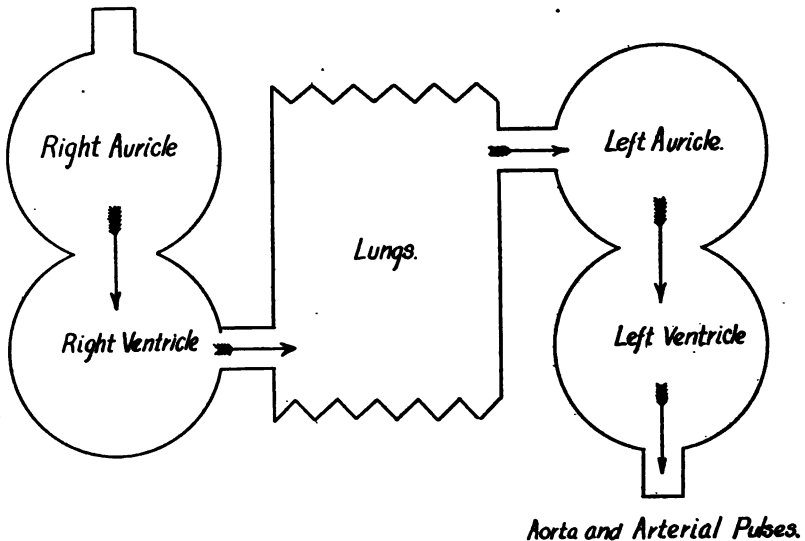 Right Auricle
Left Auricle.
Lungs.
Right Ventricle
Left Ventricle
Aorta and Arterial Pulses.